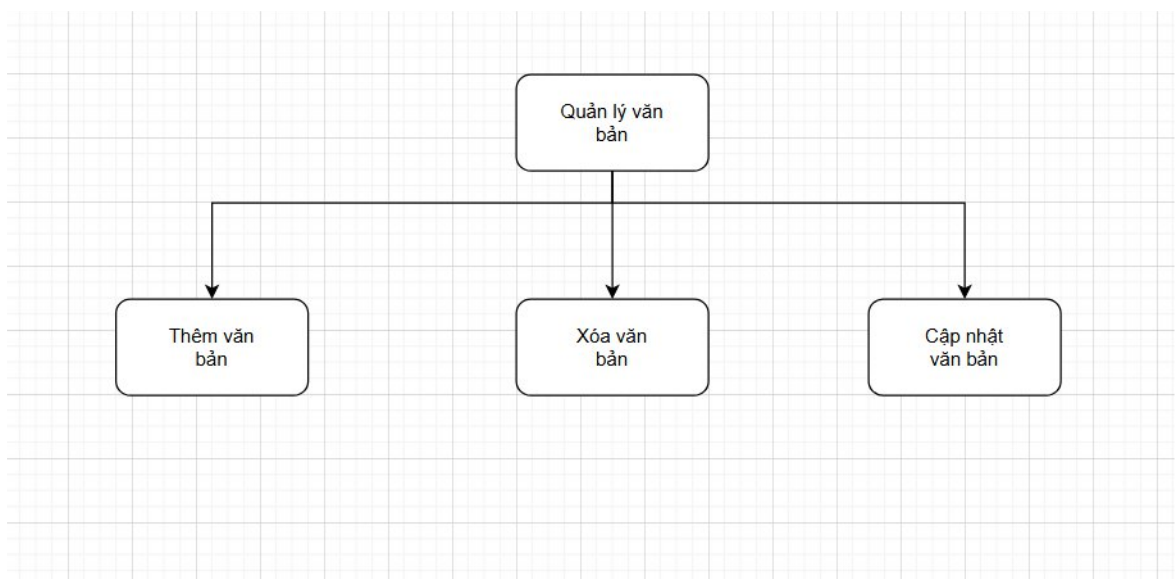 Quản lý văn
bản
Thêm văn
bản
Xóa văn
bản
Cập nhật
văn bản